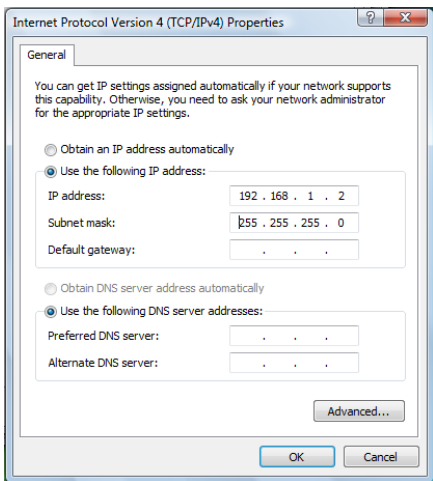 Internet Protocol Version 4 (TCP/IPv4) Properties
General
You can get IP settings assigned automatically if your network supports
this capability. Otherwise, you need to ask your network administrator
for the appropriate IP settings.
Obtain an IP address automatically
Use the following IP address:
IP address: 192 . 168 . 1 . 2
Subnet mask: 255 . 255 . 255 . 0
Default gateway: . . .
Obtain DNS server address automatically
Use the following DNS server addresses:
Preferred DNS server: . . .
Alternate DNS server: . . .
Advanced...
OK Cancel